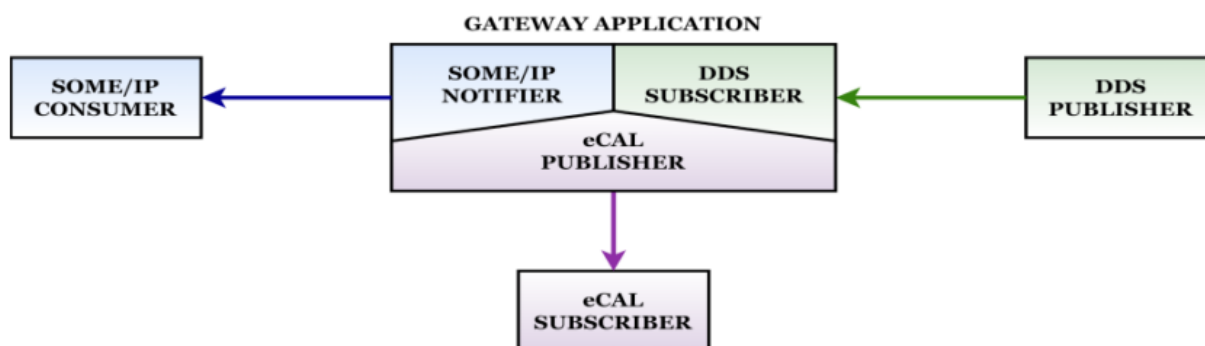 GATEWAY APPLICATION
SOME/IP
CONSUMER
SOME/IP
NOTIFIER
DDS
SUBSCRIBER
DDS
PUBLISHER
eCAL
PUBLISHER
eCAL
SUBSCRIBER